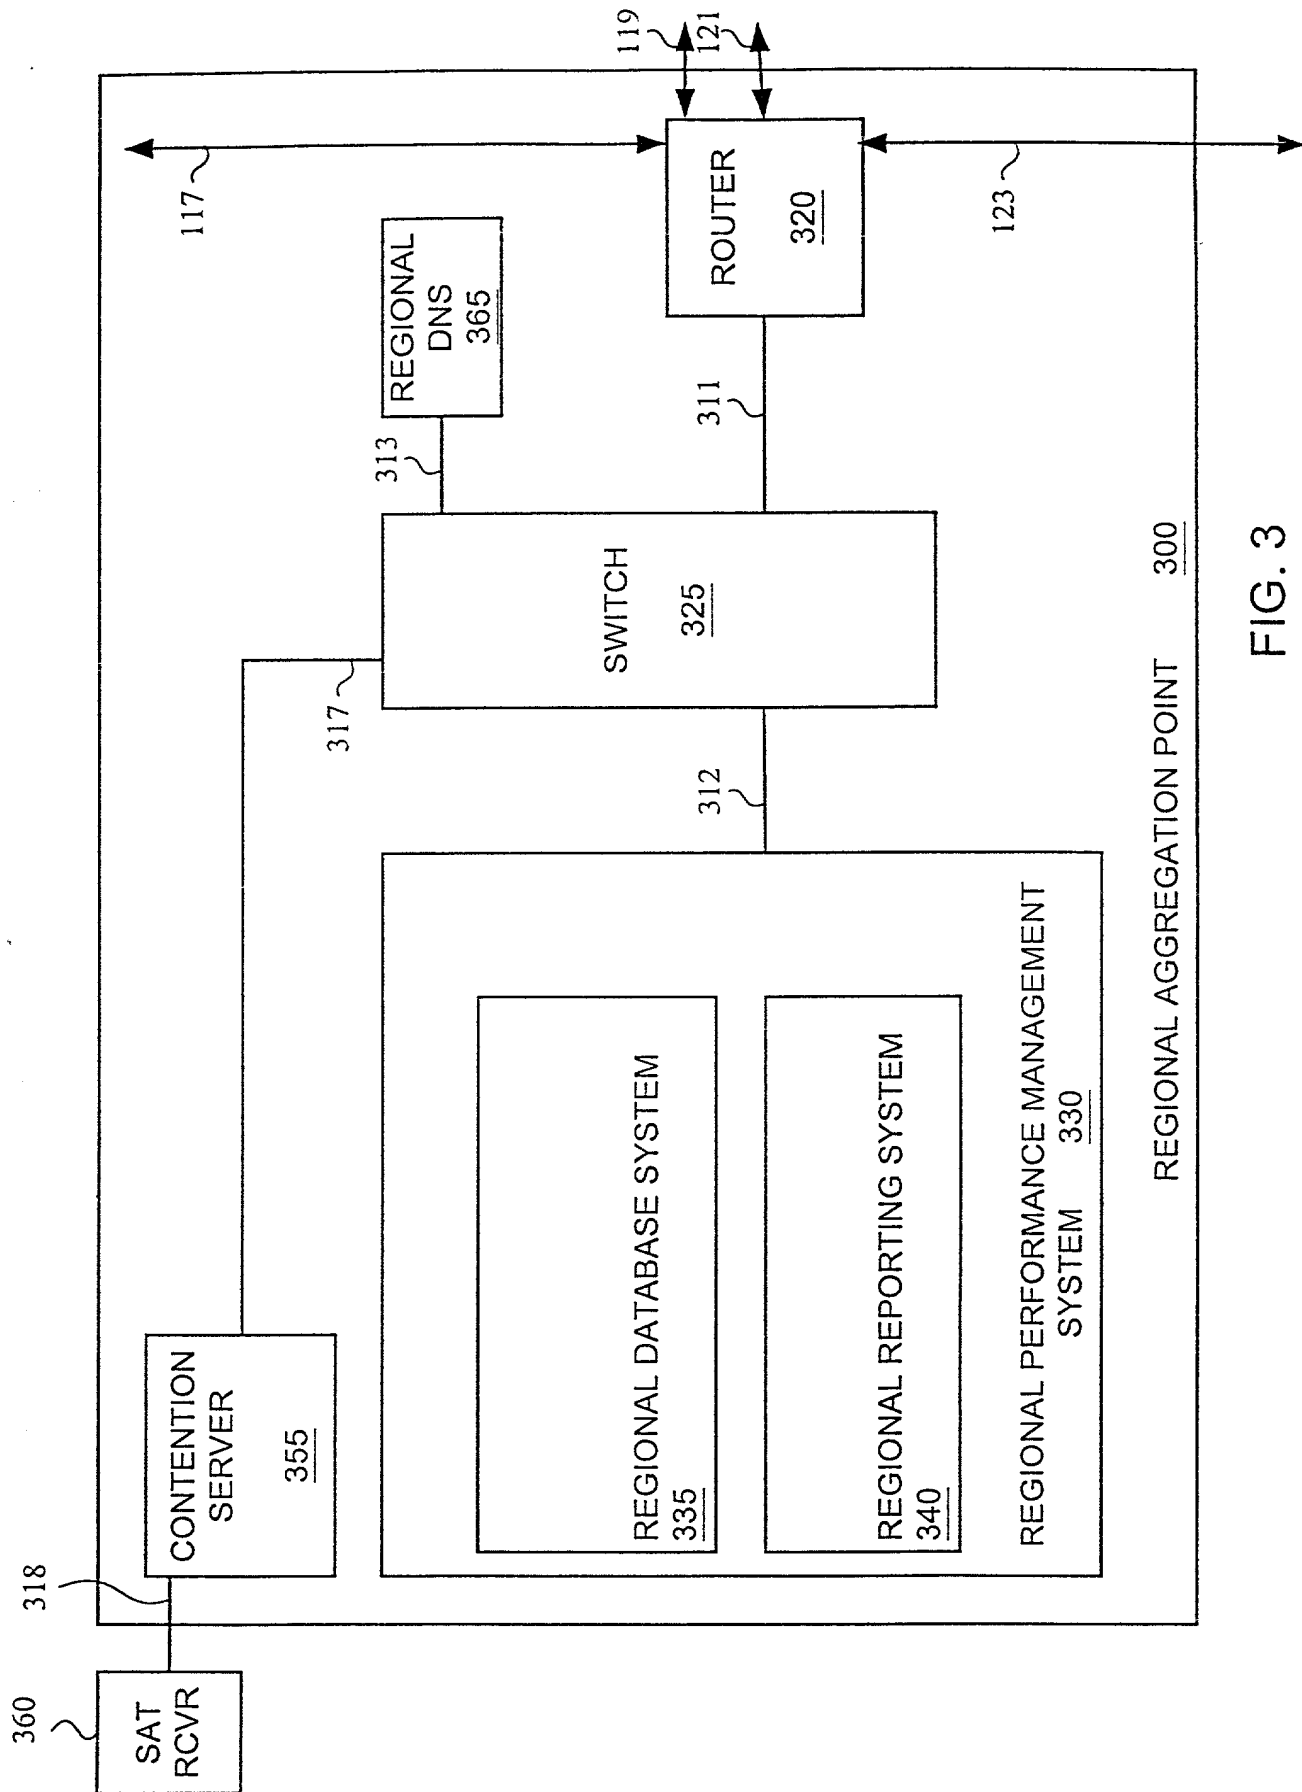 360
SAT
RCVR
318
CONTENTION
SERVER
355
317
313
REGIONAL
DNS
365
117
119
121
SWITCH
325
312
311
ROUTER
320
123
REGIONAL DATABASE SYSTEM
335
REGIONAL REPORTING SYSTEM
340
REGIONAL PERFORMANCE MANAGEMENT
SYSTEM 330
REGIONAL AGGREGATION POINT 300
FIG. 3